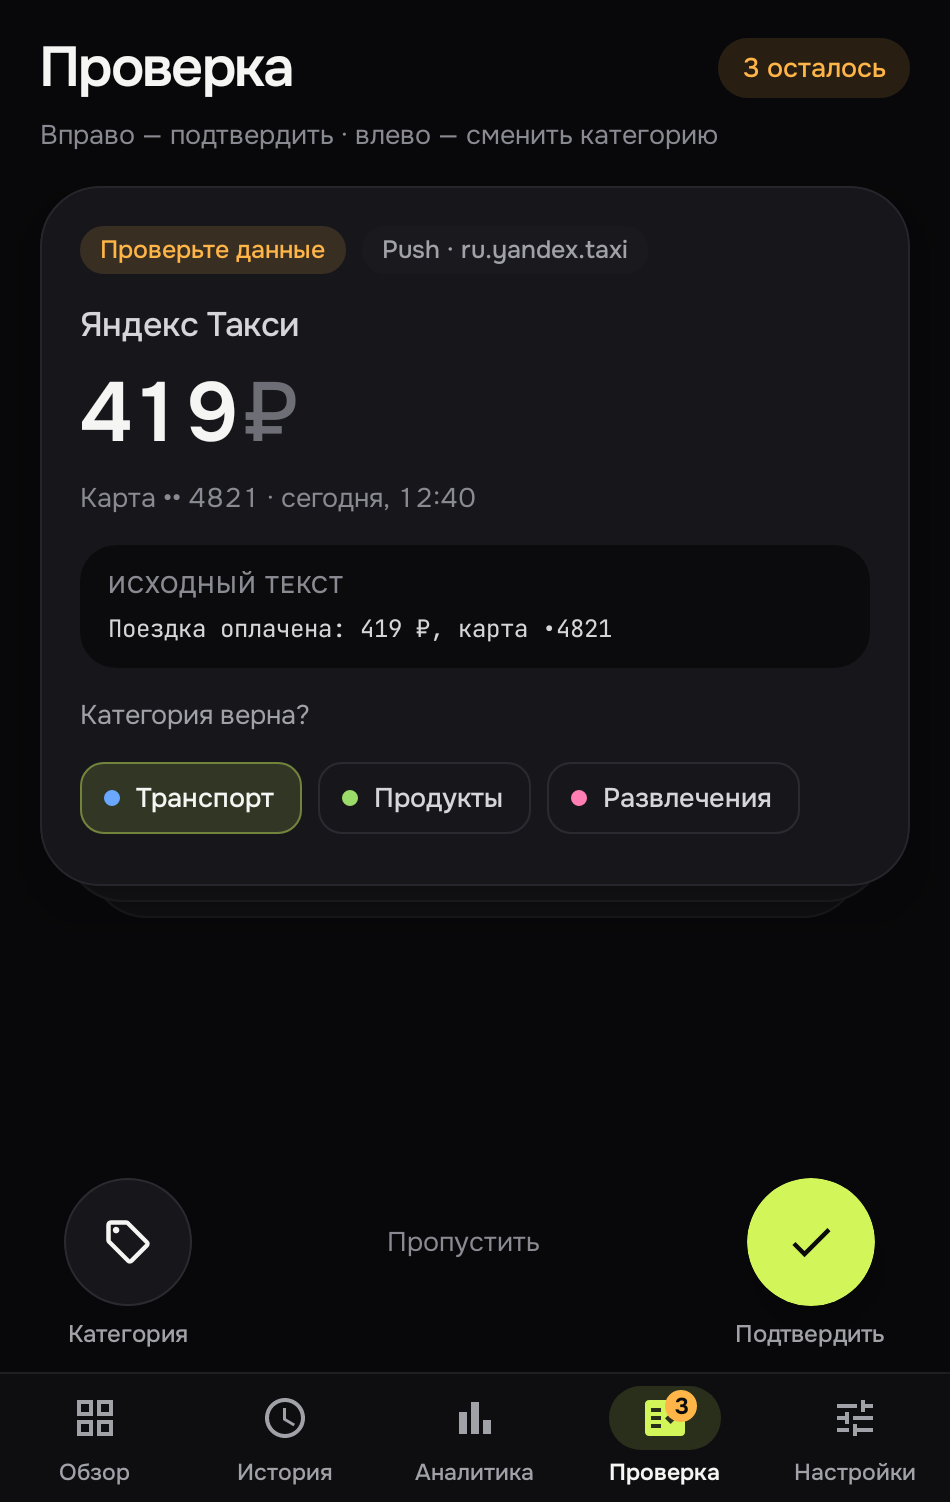 Проверка
3 осталось
Вправо — подтвердить · влево — сменить категорию
Проверьте данные
Push · ru.yandex.taxi
Яндекс Такси
419₽
Карта •• 4821 · сегодня, 12:40
ИСХОДНЫЙ ТЕКСТ
Поездка оплачена: 419 ₽, карта •4821
Категория верна?
Транспорт
Продукты
Развлечения
Пропустить
Категория
Подтвердить
3
Обзор
История
Аналитика
Проверка
Настройки